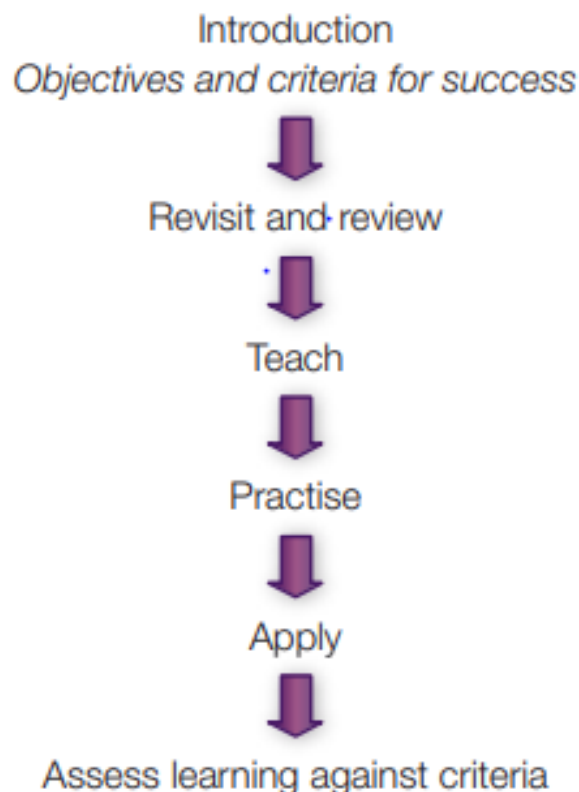 Introduction
Objectives and criteria for success
Revisit and review
Teach
Practise
Apply
Assess learning against criteria